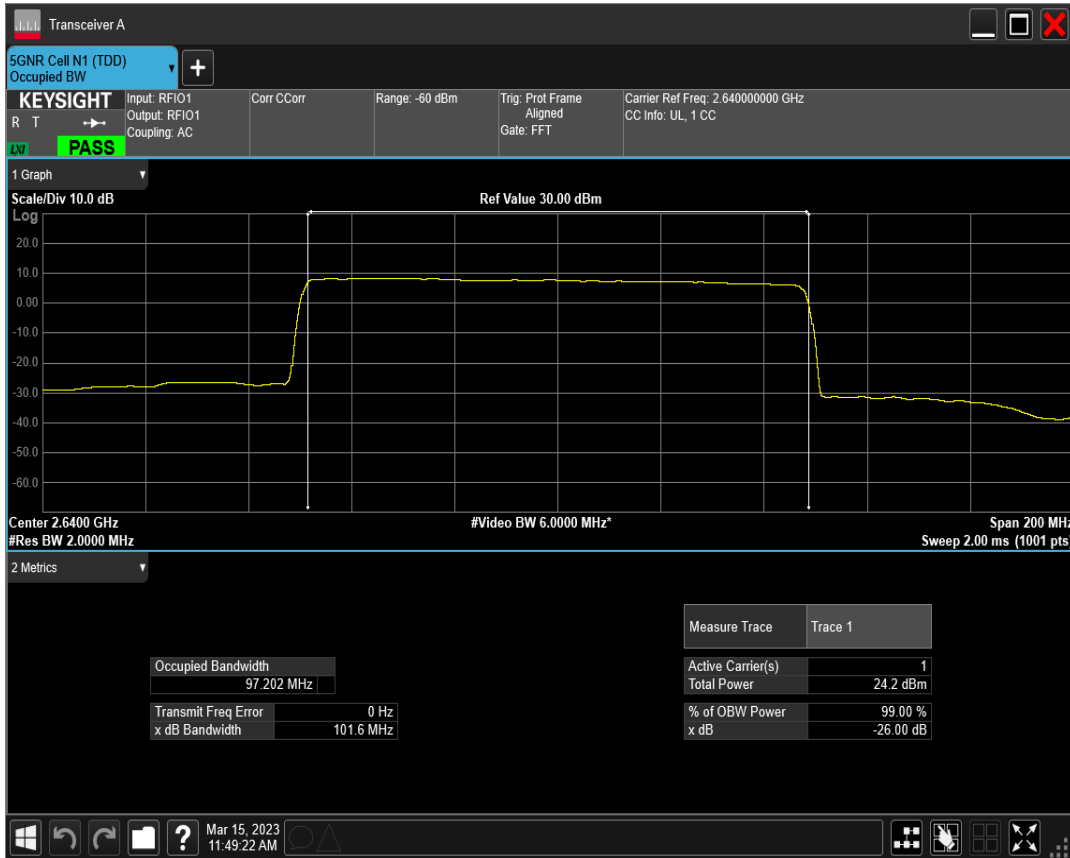 Transceiver A
5GNR Cell N1 (TDD)
Occupied BW
+
KEYSIGHT
R T
LXI
PASS
Input: RFIO1
Output: RFIO1
Coupling: AC
Corr CCorr
Range: -60 dBm
Trig: Prot Frame
Aligned
Gate: FFT
Carrier Ref Freq: 2.640000000 GHz
CC Info: UL, 1 CC
1 Graph
Scale/Div 10.0 dB
Ref Value 30.00 dBm
Log
20.0
10.0
0.00
-10.0
-20.0
-30.0
-40.0
-50.0
-60.0
Center 2.6400 GHz
#Video BW 6.0000 MHz*
Span 200 MHz
#Res BW 2.0000 MHz
Sweep 2.00 ms (1001 pts)
2 Metrics
Measure Trace Trace 1
Occupied Bandwidth
97.202 MHz
Active Carrier(s) 1
Total Power 24.2 dBm
Transmit Freq Error 0 Hz
x dB Bandwidth 101.6 MHz
% of OBW Power 99.00 %
x dB -26.00 dB
?
Mar 15, 2023
11:49:22 AM